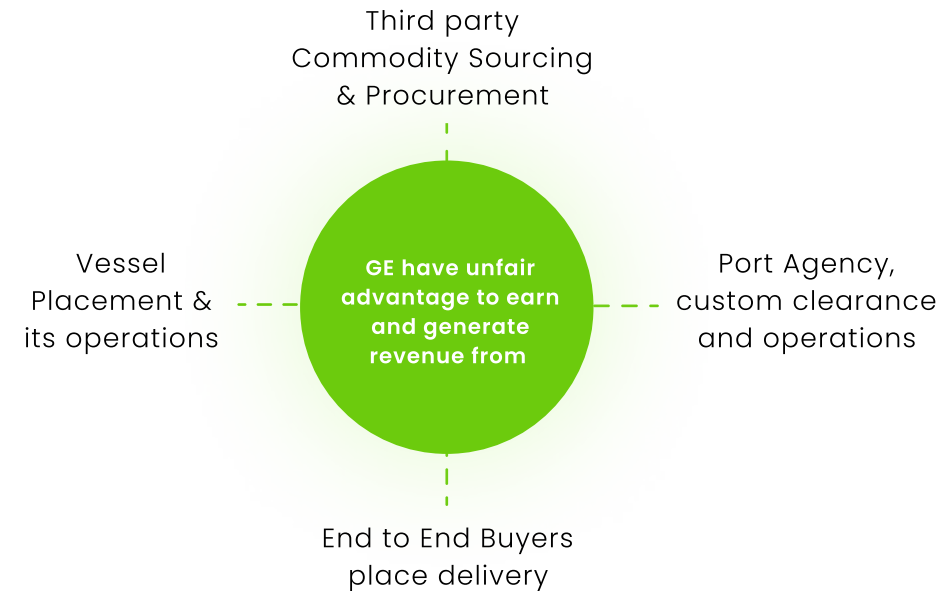 Third party
Commodity Sourcing
& Procurement
Vessel
Placement &
its operations
GE have unfair
advantage to earn
and generate
revenue from
Port Agency,
custom clearance
and operations
End to End Buyers
place delivery